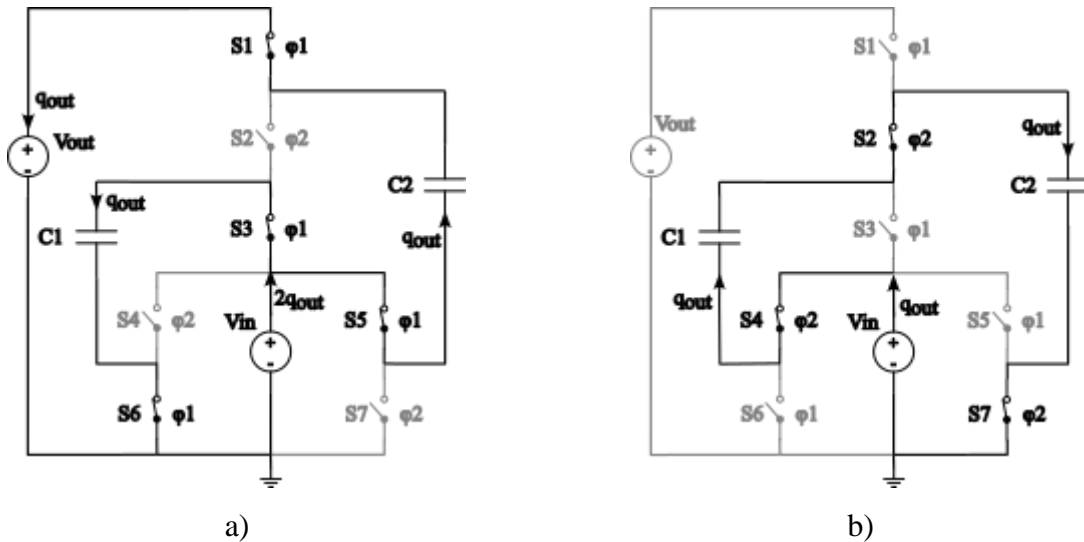 S1 φ1
qout
Vout
+
-
S2 φ2
qout
C1
S3 φ1
C2
qout
2qout
S4 φ2
Vin
+
-
S5 φ1
S6 φ1
S7 φ2
a)
S1 φ1
Vout
+
-
S2 φ2
qout
C2
C1
S3 φ1
qout
S4 φ2
Vin
+
-
qout
S5 φ1
S6 φ1
S7 φ2
b)